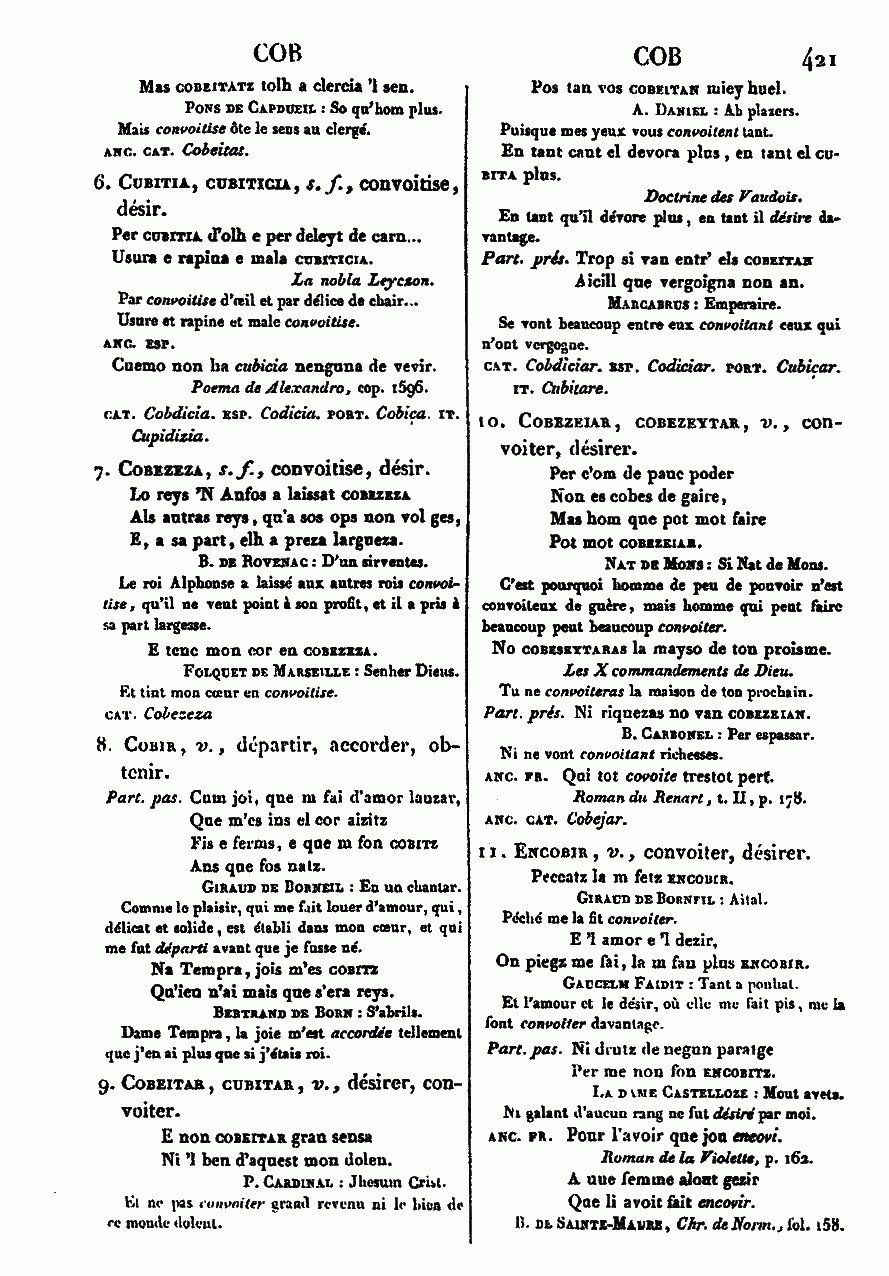 COB
Mas COBEITATZ tolh a clercia 'l sen.
PONS DE CAPDUEIL : So qu'hom plus.
Mais convoitise ôte le sens au clergé.
ANC. CAT. Cobeitat.
6. CUBITIA, CUBITICIA, s. f., convoitise,
désir.
Per CUBITIA d'olh e per deleyt de carn...
Usura e rapina e mala CUBITICIA.
La nobla Leyczon.
Par convoitise d'œil et par délice de chair...
Usure et rapine et male convoitise.
ANC. ESP.
Cuemo non ha cubicia nenguna de vevir.
Poema de Alexandro, cop. 1596.
CAT. Cobdicia. ESP. Codicia. PORT. Cobiça. IT.
Cupidizia.
7. COBEZEZA, s. f., convoitise, désir.
Lo reys 'N Anfos a laissat COBEZEZA
Als autras reys, qu'a sos ops non vol ges,
E, a sa part, elh a preza largueza.
B. DE ROVENAC : D'un sirventes.
Le roi Alphonse a laissé aux autres rois convoi-
tise, qu'il ne veut point à son profit, et il a pris à
sa part largesse.
E tenc mon cor en COBEZEZA.
FOLQUET DE MARSEILLE : Senher Dieus.
Et tint mon cœur en convoitise.
CAT. Cobezeza
8. COBIR, v., départir, accorder, ob-
tenir.
Part. pas. Cum joi, que m fai d'amor lauzar,
Que m'es ins el cor aizitz
Fis e ferms, e que m fon COBITZ
Ans que fos natz.
GIRAUD DE BORNEIL : En un chantar.
Comme le plaisir, qui me fait louer d'amour, qui,
délicat et solide, est établi dans mon cœur, et qui
me fut départi avant que je fusse né.
Na Tempra, jois m'es COBITZ
Qu'ieu n'ai mais que s'era reys.
BERTRAND DE BORN : S'abrils.
Dame Tempra, la joie m'est accordée tellement
que j'en ai plus que si j'étais roi.
9. COBEITAR, CUBITAR, v., désirer, con-
voiter.
E non COBEITAR gran sensa
Ni 'l ben d'aquest mon dolen.
P. CARDINAL : Jhesum Crist.
Et ne pas convoiter grand revenu ni le bien de
ce monde dolent.
COB 421
Pos tan vos COBEITAN miey huel.
A. DANIEL : Ab plazers.
Puisque mes yeux vous convoitent tant.
En tant cant el devora plus, en tant el CU-
BITA plus.
Doctrine des Vaudois.
En tant qu'il dévore plus, en tant il désire da-
vantage.
Part. prés. Trop si van entr' els COBEITAN
Aicill que vergoigna non an.
MARCABRUS : Emperaire.
Se vont beaucoup entre eux convoitant ceux qui
n'ont vergogne.
CAT. Cobdiciar. ESP. Codiciar. PORT. Cubiçar.
IT. Cubitare.
10. COBEZEIAR, COBEZEYTAR, v., con-
voiter, désirer.
Per c'om de pauc poder
Non es cobes de gaire,
Mas hom que pot mot faire
Pot mot COBEZEIAR.
NAT DE MONS : Si Nat de Mons.
C'est pourquoi homme de peu de pouvoir n'est
convoiteux de guère, mais homme qui peut faire
beaucoup peut beaucoup convoiter.
No COBESEYTARAS la mayso de ton proisme.
Les X commandements de Dieu.
Tu ne convoiteras la maison de ton prochain.
Part. prés. Ni riquezas no van COBEZEIAN.
B. CARBONEL : Per espassar.
Ni ne vont convoitant richesses.
ANC. FR. Qui tot covoite trestot pert.
Roman du Renart, t. II, p. 178.
ANC. CAT. Cobejar.
11. ENCOBIR, v., convoiter, désirer.
Peccatz la m fetz ENCOBIR.
GIRAUD DE BORNEIL : Aital.
Péché me la fit convoiter.
E 'l amor e 'l dezir,
On piegz me fai, la m fan plus ENCOBIR.
GAUCELM FAIDIT : Tant a ponhat.
Et l'amour et le désir, où elle me fait pis, me la
font convoiter davantage.
Part. pas. Ni drutz de negun paratge
Per me non fon ENCOBITZ.
LA DAME CASTELLOZE : Mout avetz.
Ni galant d'aucun rang ne fut désiré par moi.
ANC. FR. Pour l'avoir que jou encovi.
Roman de la Violette, p. 162.
A une femme alout gezir
Que li avoit fait encovir.
B. DE SAINTE-MAURE, Chr. de Norm., fol. 158.